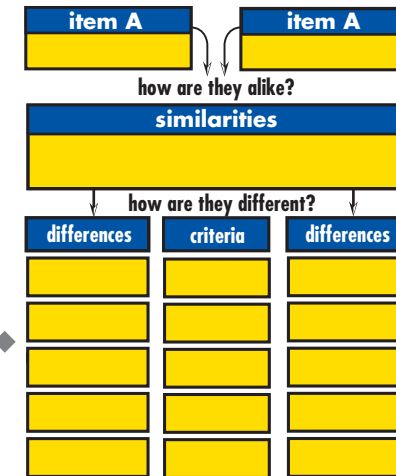 item A item A
how are they alike?
similarities
how are they different?
differences criteria differences